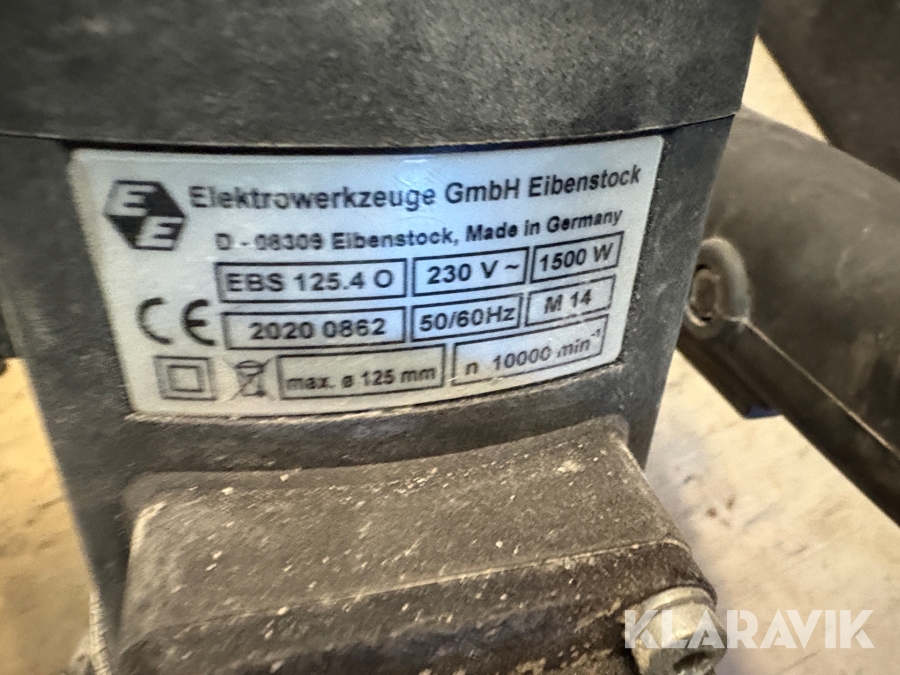 EE
Elektrowerkzeuge GmbH Eibenstock
D - 08309 Eibenstock, Made in Germany
EBS 125.4 O 230 V ~ 1500 W
CE 2020 0862 50/60Hz M 14
max. ø 125 mm n 10000 min⁻¹
KLARAVIK